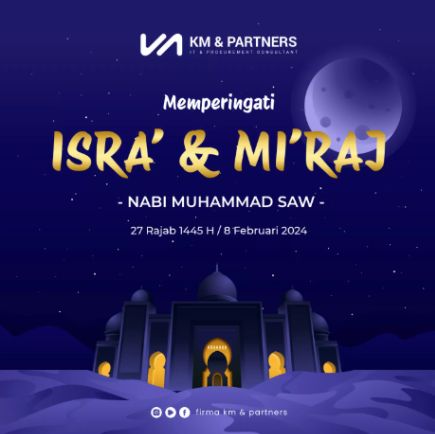 KM & PARTNERS
IT & PROCUREMENT CONSULTANT
Memperingati
ISRA' & MI'RAJ
- NABI MUHAMMAD SAW -
27 Rajab 1445 H / 8 Februari 2024
firma km & partners